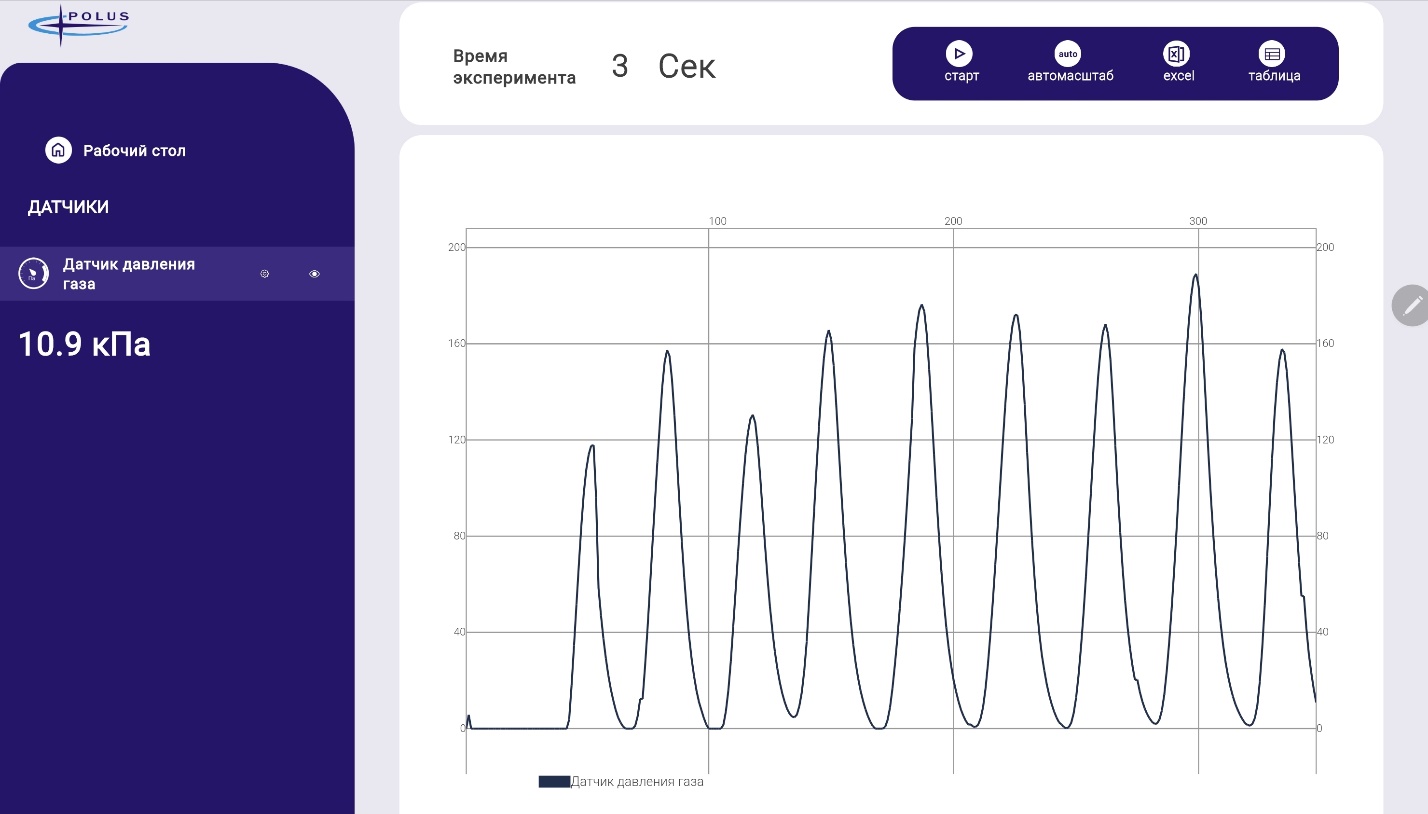 POLUS
Время
эксперимента
3 Сек
старт
автомасштаб
excel
таблица
auto
Рабочий стол
ДАТЧИКИ
Датчик давления
газа
10.9 кПа
100 200 300
200 200
160 160
120 120
80 80
40 40
0 0
Датчик давления газа